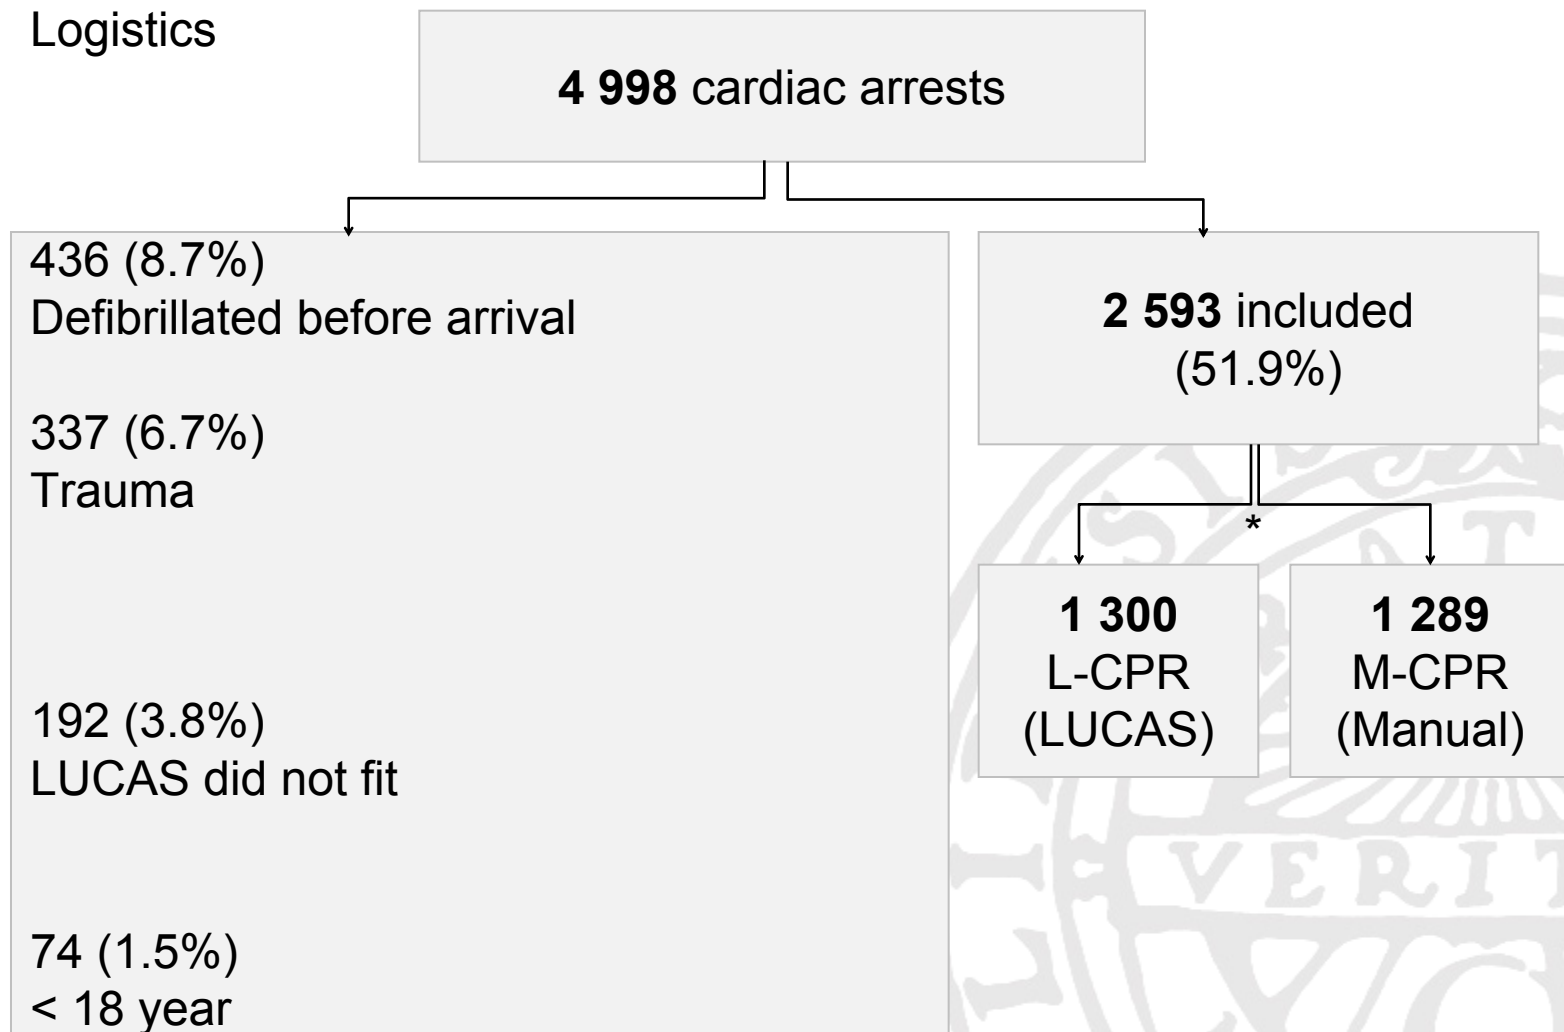 Logistics
4 998 cardiac arrests
436 (8.7%)
Defibrillated before arrival
337 (6.7%)
Trauma
192 (3.8%)
LUCAS did not fit
74 (1.5%)
< 18 year
2 593 included
(51.9%)
*
1 300
L-CPR
(LUCAS)
1 289
M-CPR
(Manual)
VERIT